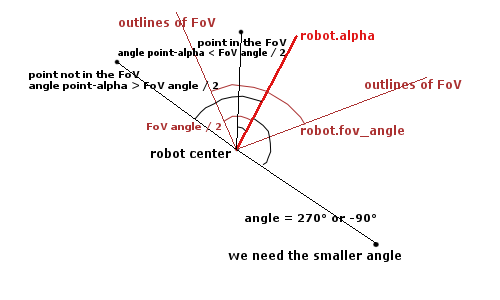 outlines of FoV
robot.alpha
point in the FoV
angle point-alpha < FoV angle / 2
point not in the FoV
angle point-alpha > FoV angle / 2
outlines of FoV
FoV angle / 2
robot.fov_angle
robot center
angle = 270° or -90°
we need the smaller angle